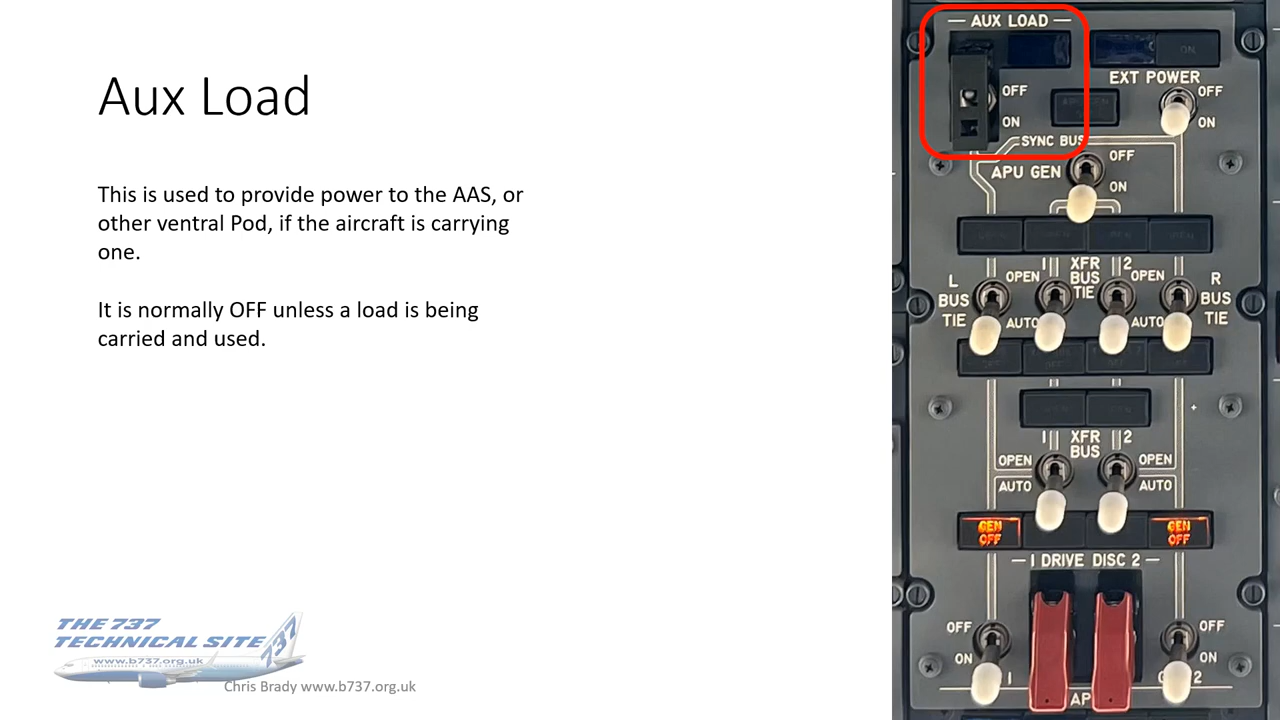 Aux Load
This is used to provide power to the AAS, or
other ventral Pod, if the aircraft is carrying
one.
It is normally OFF unless a load is being
carried and used.
THE 737
TECHNICAL SITE
737
www.b737.org.uk
Chris Brady www.b737.org.uk
AUX LOAD
ON
EXT POWER
OFF
OFF
ON
ON
SYNC BUS
OFF
APU GEN
ON
1 XFR 2
OPEN BUS OPEN
TIE
L
BUS
TIE
R
BUS
TIE
AUTO AUTO
1 XFR 2
BUS
OPEN OPEN
AUTO AUTO
GEN
OFF
GEN
OFF
1 DRIVE DISC 2
OFF OFF
ON ON
1 2
AP